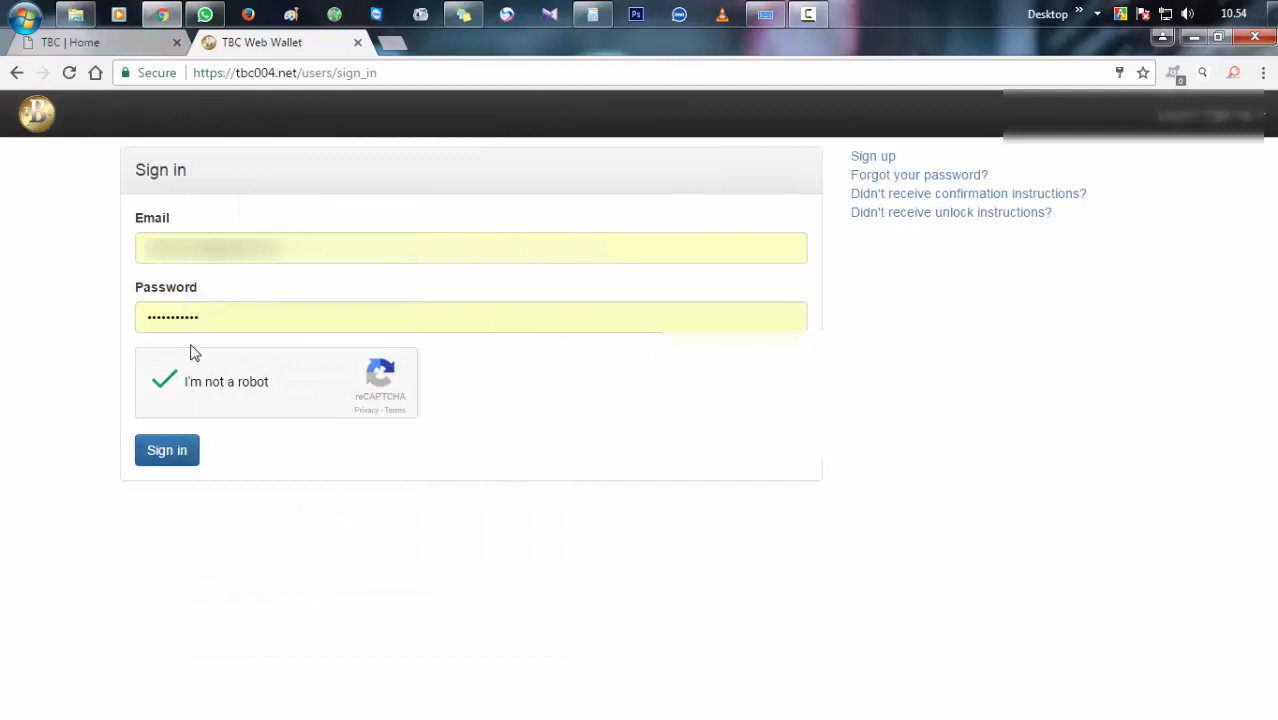 Desktop »
10.54
TBC | Home
TBC Web Wallet
Secure
https://tbc004.net/users/sign_in
0
B
Sign in
Email
Password
•••••••••••
I'm not a robot
reCAPTCHA
Privacy - Terms
Sign in
Sign up
Forgot your password?
Didn't receive confirmation instructions?
Didn't receive unlock instructions?